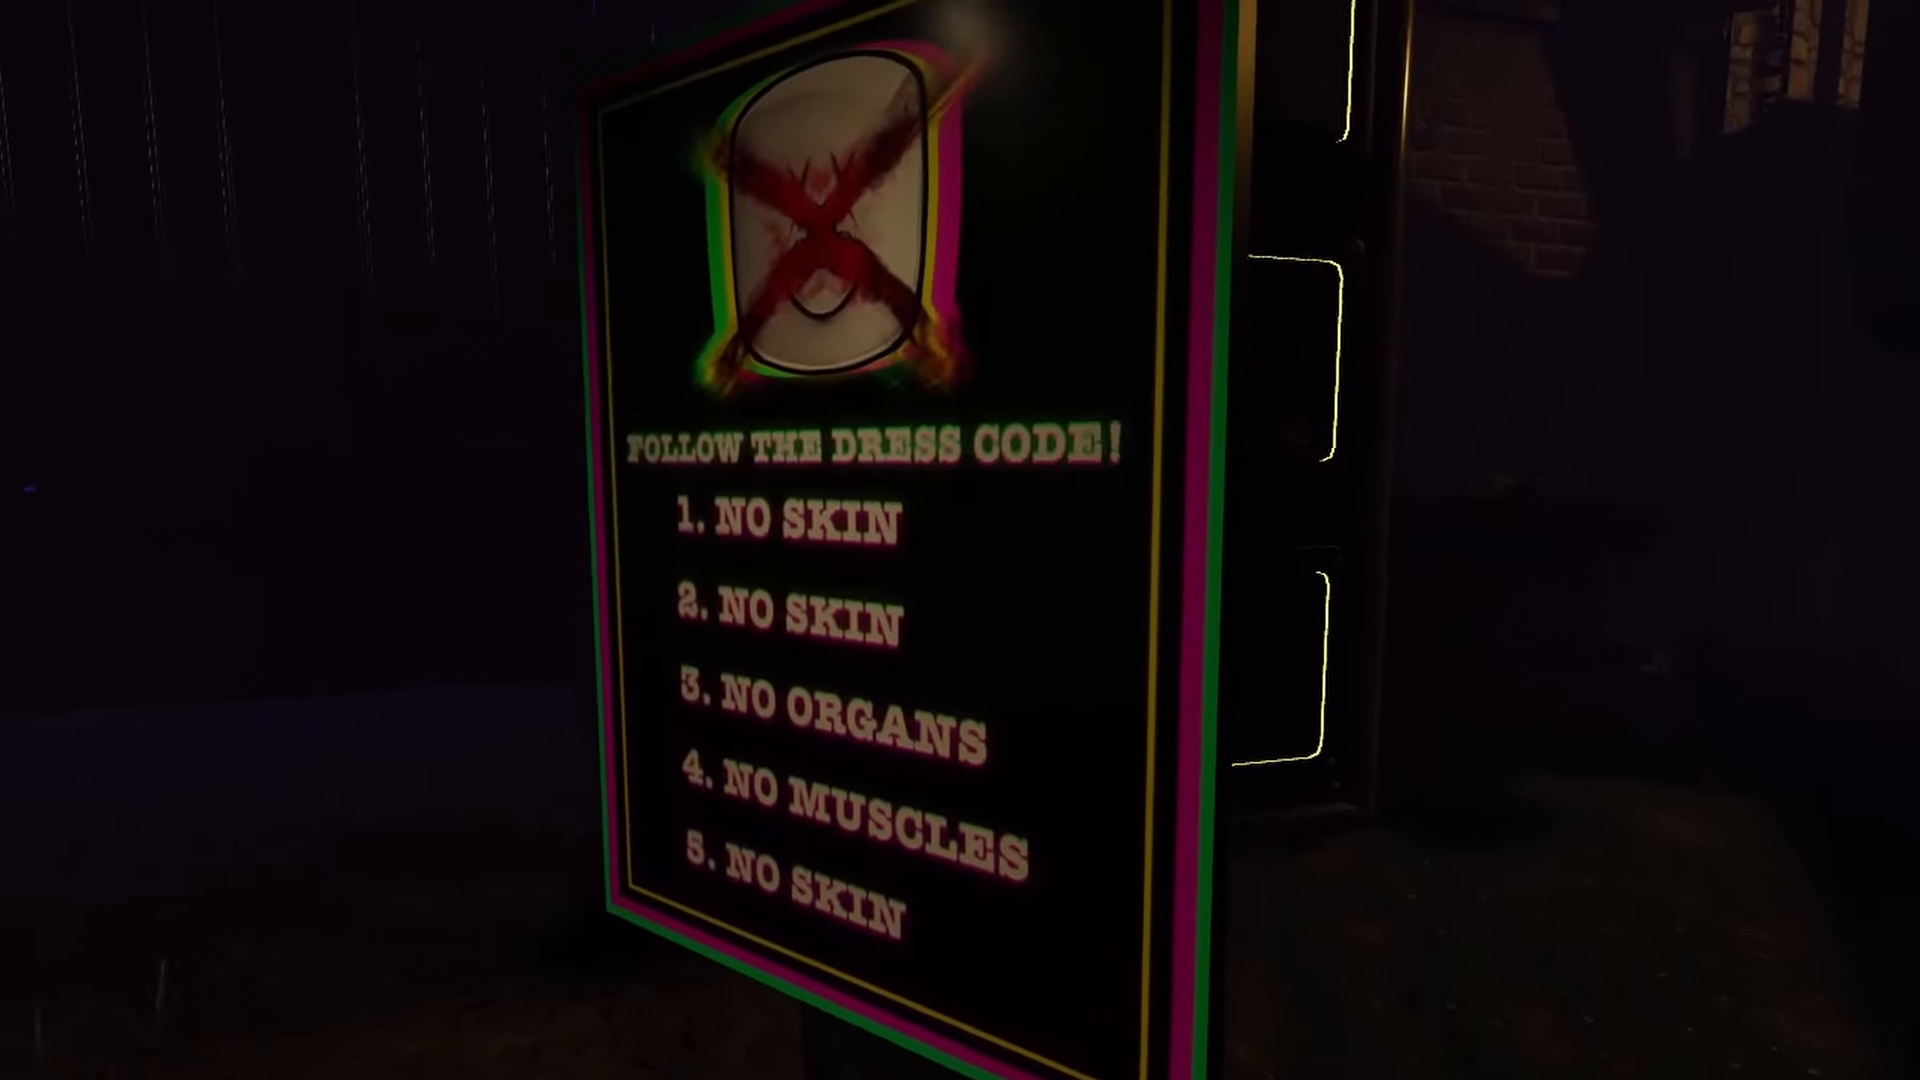 FOLLOW THE DRESS CODE!
1. NO SKIN
2. NO SKIN
3. NO ORGANS
4. NO MUSCLES
5. NO SKIN